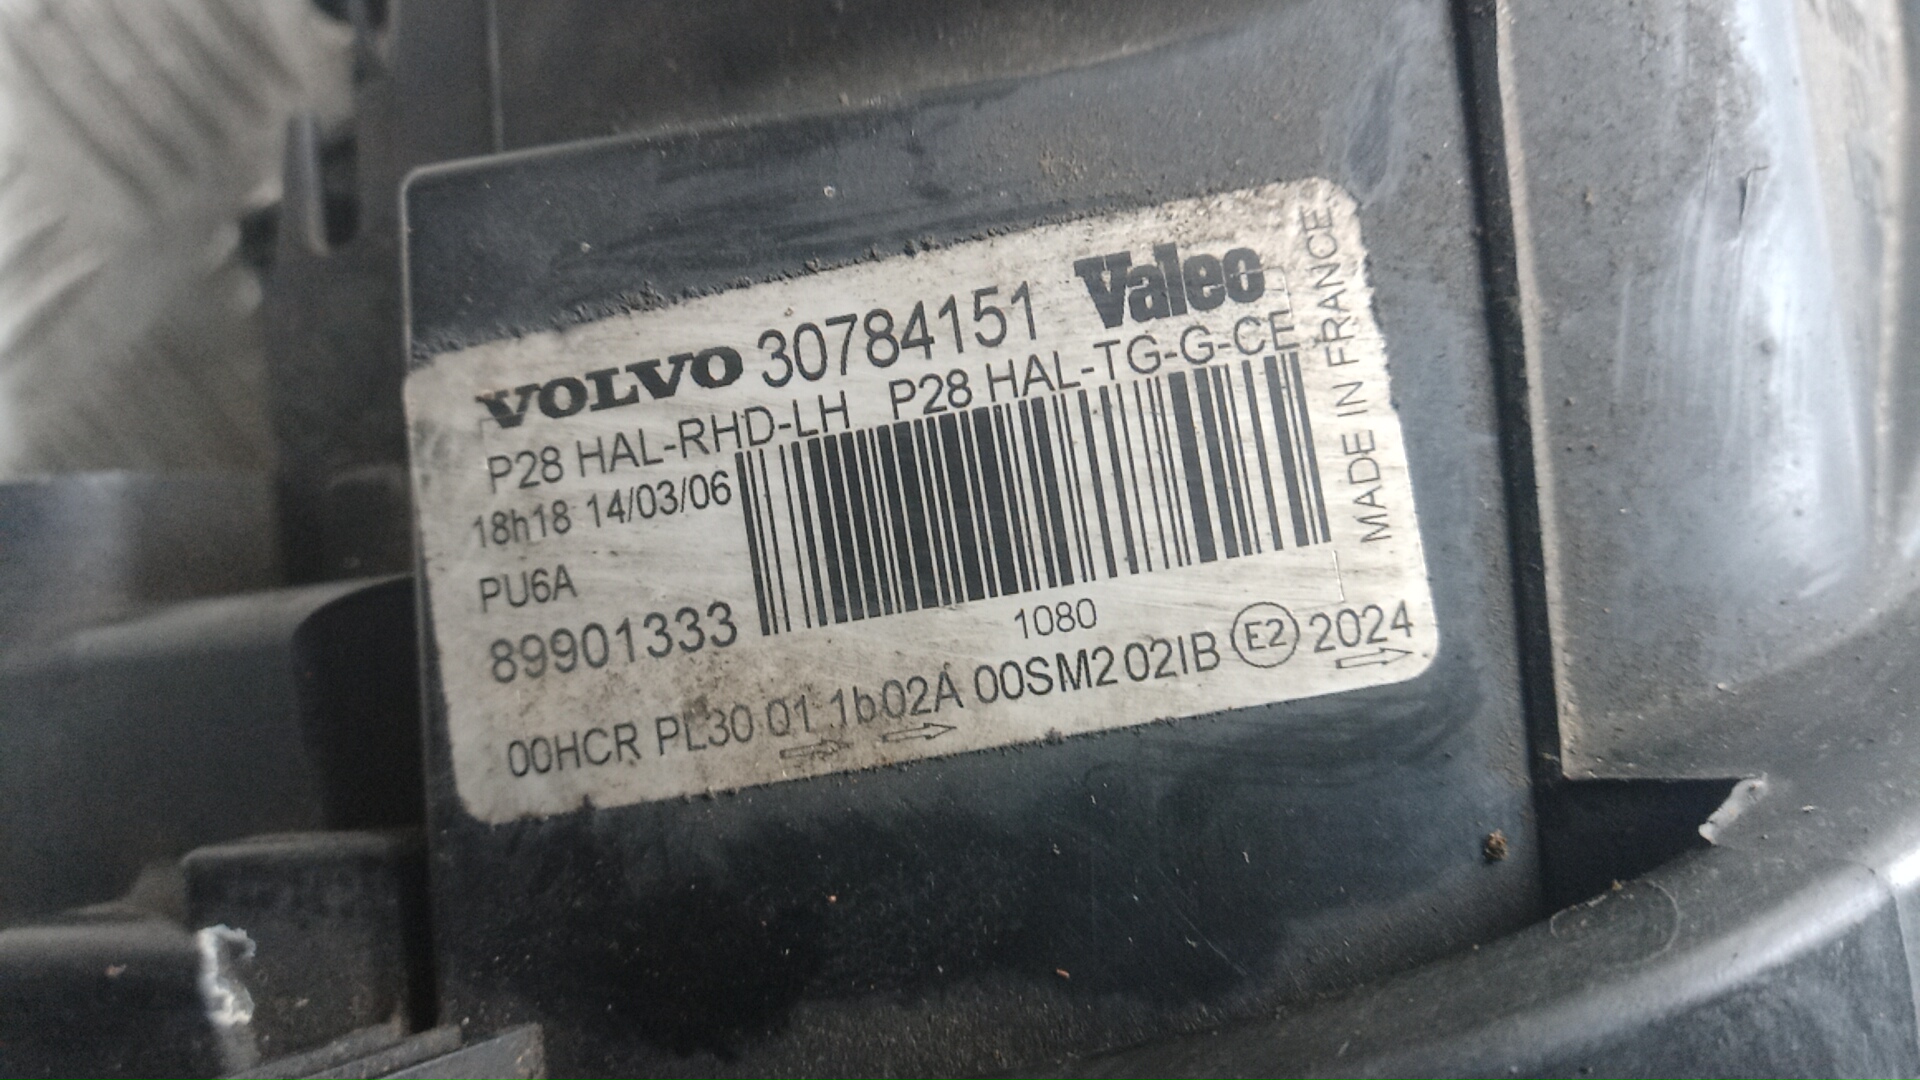 VOLVO 30784151 Valeo
P28 HAL-RHD-LH P28 HAL-TG-G-CE
18h18 14/03/06
PU6A
89901333
1080
00HCR PL30 01 1b02A 00SM2 02IB E2 2024
MADE IN FRANCE